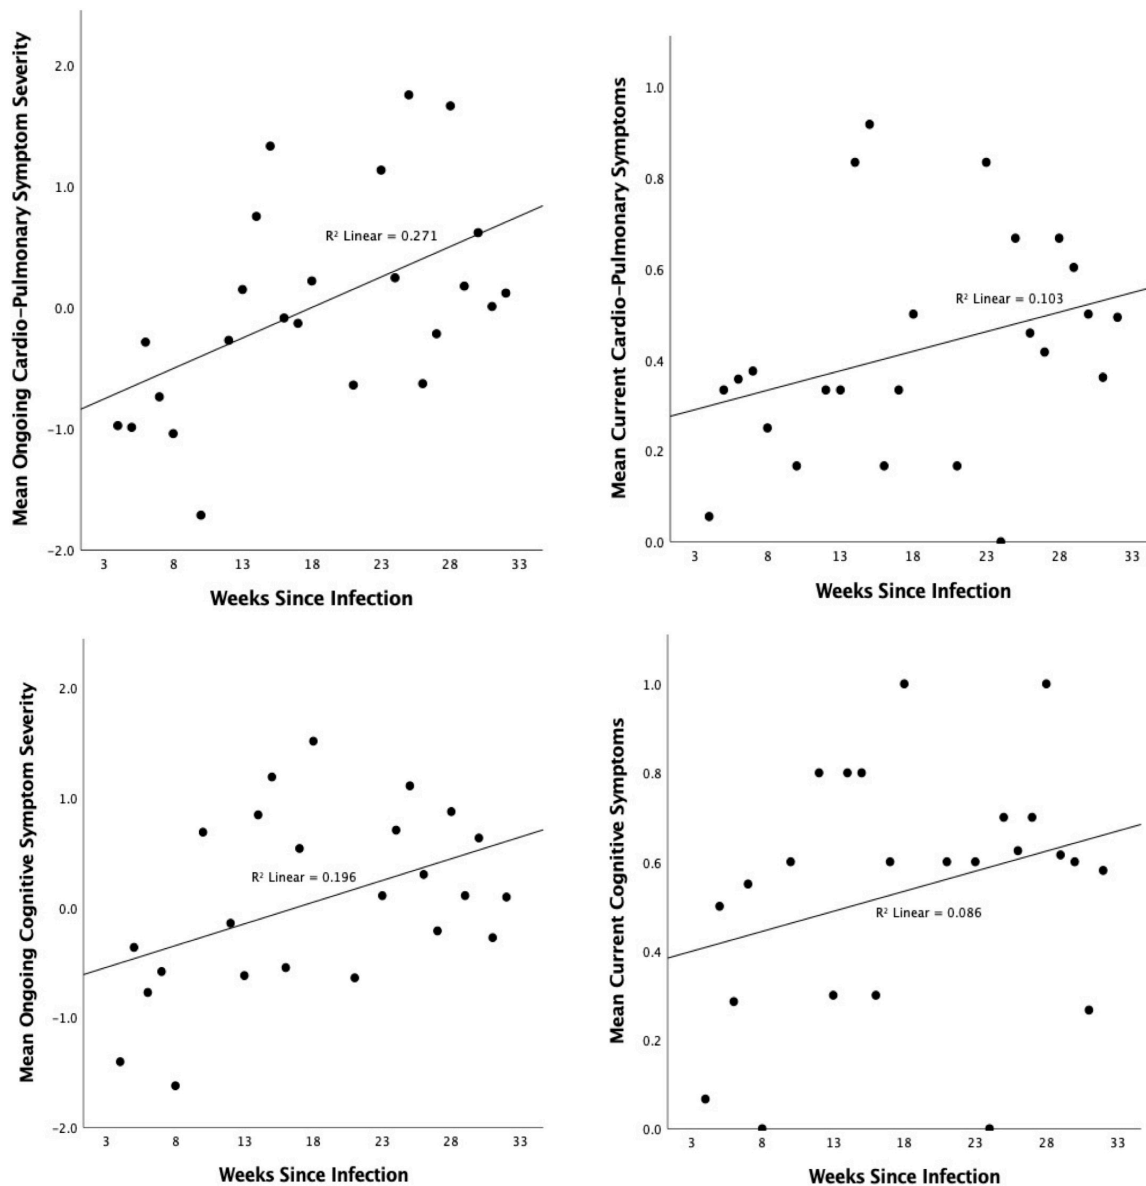 Mean Ongoing Cardio-Pulmonary Symptom Severity
2.0
1.0
0.0
-1.0
-2.0
R² Linear = 0.271
3 8 13 18 23 28 33
Weeks Since Infection
Mean Current Cardio-Pulmonary Symptoms
1.0
0.8
0.6
0.4
0.2
0.0
R² Linear = 0.103
3 8 13 18 23 28 33
Weeks Since Infection
Mean Ongoing Cognitive Symptom Severity
2.0
1.0
0.0
-1.0
-2.0
R² Linear = 0.196
3 8 13 18 23 28 33
Weeks Since Infection
Mean Current Cognitive Symptoms
1.0
0.8
0.6
0.4
0.2
0.0
R² Linear = 0.086
3 8 13 18 23 28 33
Weeks Since Infection